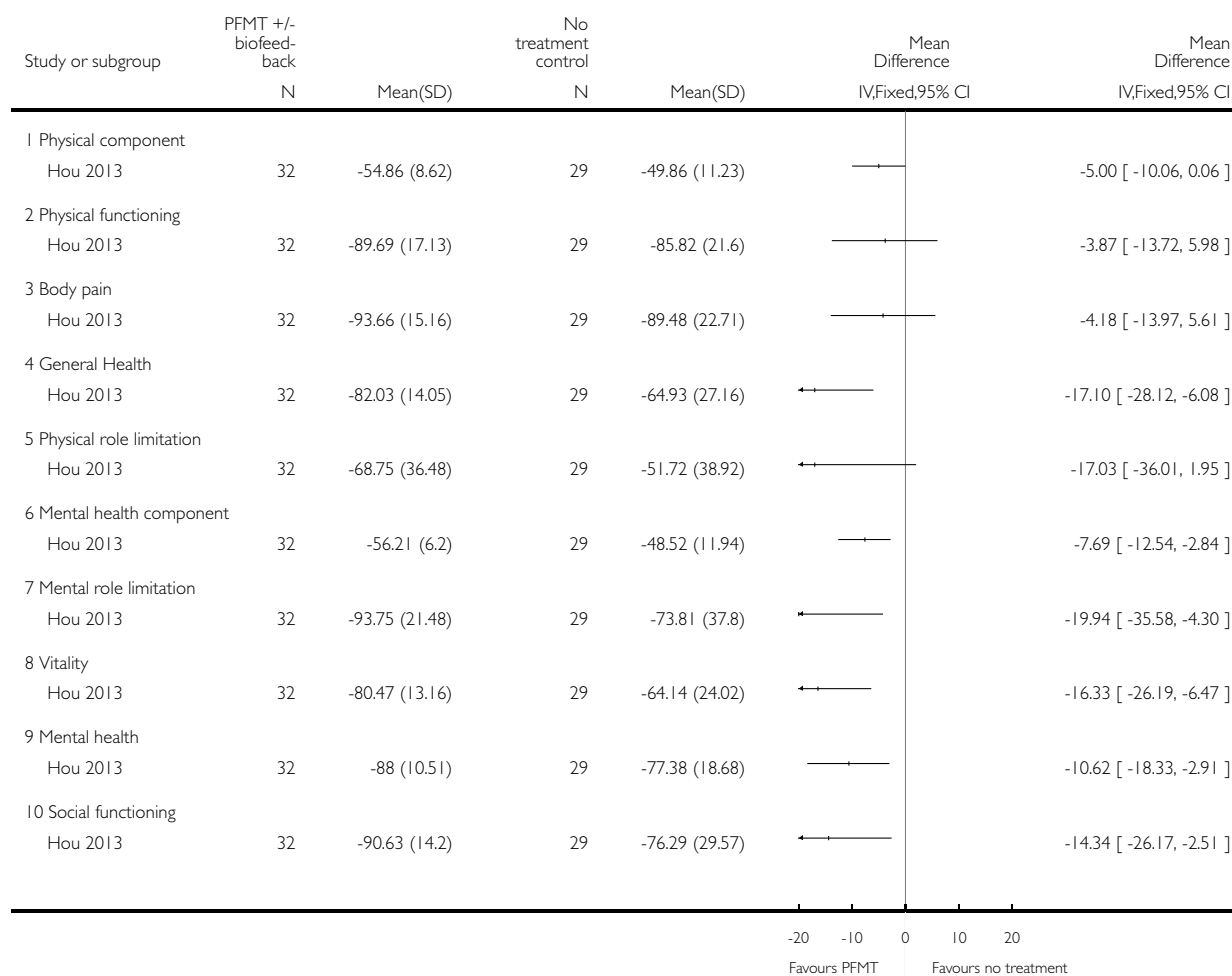 Study or subgroup
PFMT +/-
biofeed-
back
No
treatment
control
Mean
Difference
Mean
Difference
N Mean(SD) N Mean(SD) IV,Fixed,95% CI IV,Fixed,95% CI
1 Physical component
Hou 2013 32 -54.86 (8.62) 29 -49.86 (11.23) -5.00 [ -10.06, 0.06 ]
2 Physical functioning
Hou 2013 32 -89.69 (17.13) 29 -85.82 (21.6) -3.87 [ -13.72, 5.98 ]
3 Body pain
Hou 2013 32 -93.66 (15.16) 29 -89.48 (22.71) -4.18 [ -13.97, 5.61 ]
4 General Health
Hou 2013 32 -82.03 (14.05) 29 -64.93 (27.16) -17.10 [ -28.12, -6.08 ]
5 Physical role limitation
Hou 2013 32 -68.75 (36.48) 29 -51.72 (38.92) -17.03 [ -36.01, 1.95 ]
6 Mental health component
Hou 2013 32 -56.21 (6.2) 29 -48.52 (11.94) -7.69 [ -12.54, -2.84 ]
7 Mental role limitation
Hou 2013 32 -93.75 (21.48) 29 -73.81 (37.8) -19.94 [ -35.58, -4.30 ]
8 Vitality
Hou 2013 32 -80.47 (13.16) 29 -64.14 (24.02) -16.33 [ -26.19, -6.47 ]
9 Mental health
Hou 2013 32 -88 (10.51) 29 -77.38 (18.68) -10.62 [ -18.33, -2.91 ]
10 Social functioning
Hou 2013 32 -90.63 (14.2) 29 -76.29 (29.57) -14.34 [ -26.17, -2.51 ]
-20 -10 0 10 20
Favours PFMT Favours no treatment